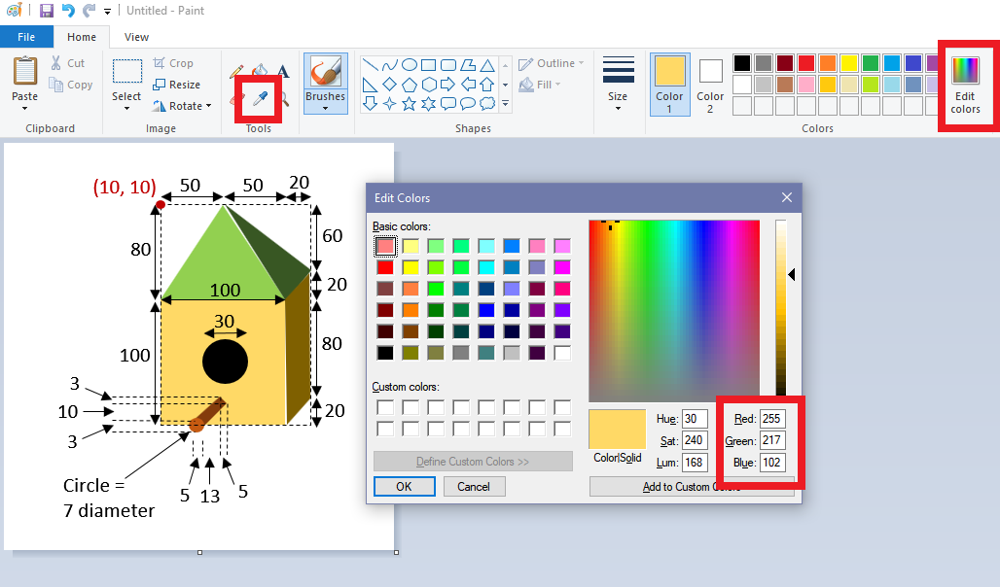 Untitled - Paint
File
Home
View
Paste
Cut
Copy
Clipboard
Select
Crop
Resize
Rotate
Image
A
Tools
Brushes
Shapes
Outline
Fill
Size
Color 1
Color 2
Colors
Edit colors
(10, 10)
50
50
20
80
60
20
100
30
100
80
20
3
10
3
5
13
5
Circle =
7 diameter
Edit Colors
Basic colors:
Custom colors:
Define Custom Colors >>
OK
Cancel
Color|Solid
Hue: 30
Sat: 240
Lum: 168
Red: 255
Green: 217
Blue: 102
Add to Custom Colors